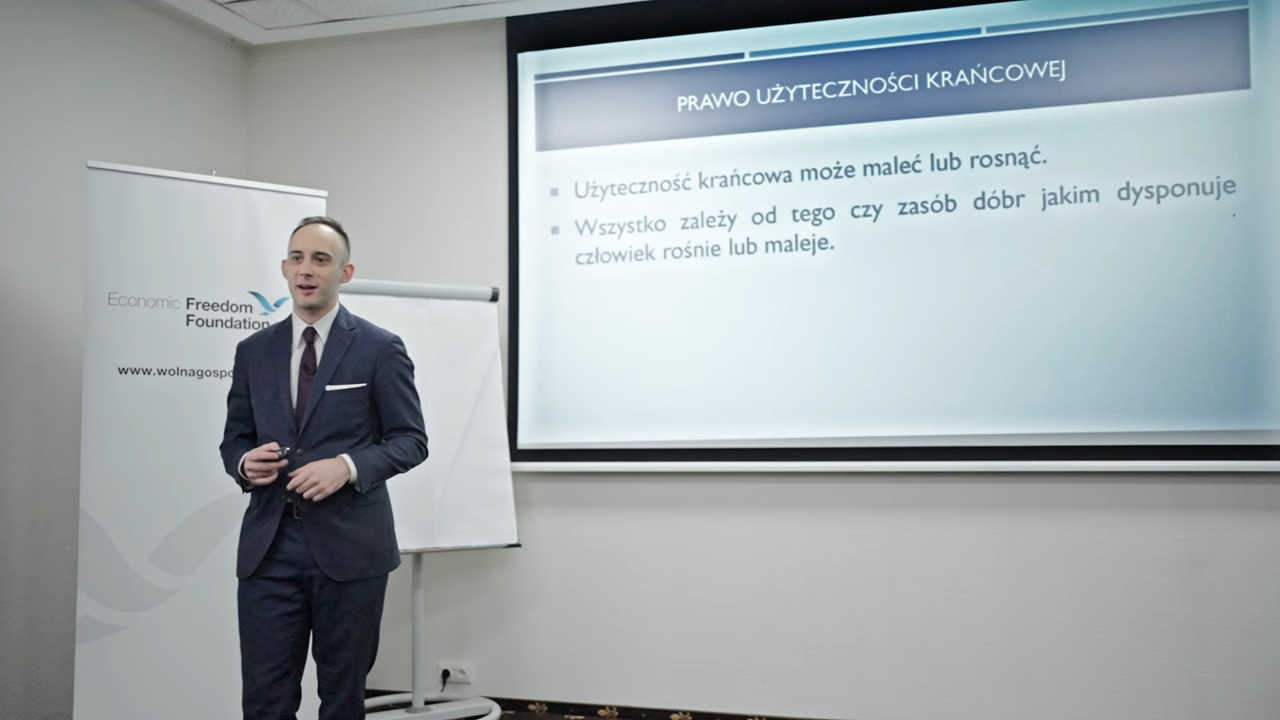 Economic Freedom
Foundation
PRAWO UŻYTECZNOŚCI KRAŃCOWEJ
Użyteczność krańcowa może maleć lub rosnąć.
Wszystko zależy od tego czy zasób dóbr jakim dysponuje
człowiek rośnie lub maleje.